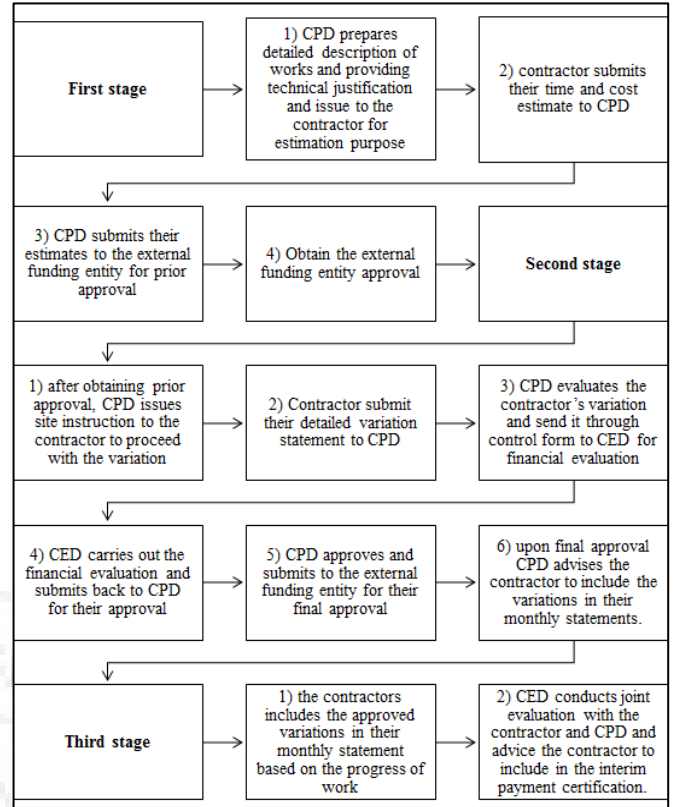 First stage
1) CPD prepares
detailed description of
works and providing
technical justification
and issue to the
contractor for
estimation purpose
2) contractor submits
their time and cost
estimate to CPD
3) CPD submits their
estimates to the external
funding entity for prior
approval
4) Obtain the external
funding entity approval
Second stage
1) after obtaining prior
approval, CPD issues
site instruction to the
contractor to proceed
with the variation
2) Contractor submit
their detailed variation
statement to CPD
3) CPD evaluates the
contractor's variation
and send it through
control form to CED for
financial evaluation
4) CED carries out the
financial evaluation and
submits back to CPD
for their approval
5) CPD approves and
submits to the external
funding entity for their
final approval
6) upon final approval
CPD advises the
contractor to include the
variations in their
monthly statements.
Third stage
1) the contractors
includes the approved
variations in their
monthly statement
based on the progress of
work
2) CED conducts joint
evaluation with the
contractor and CPD and
advice the contractor to
include in the interim
payment certification.